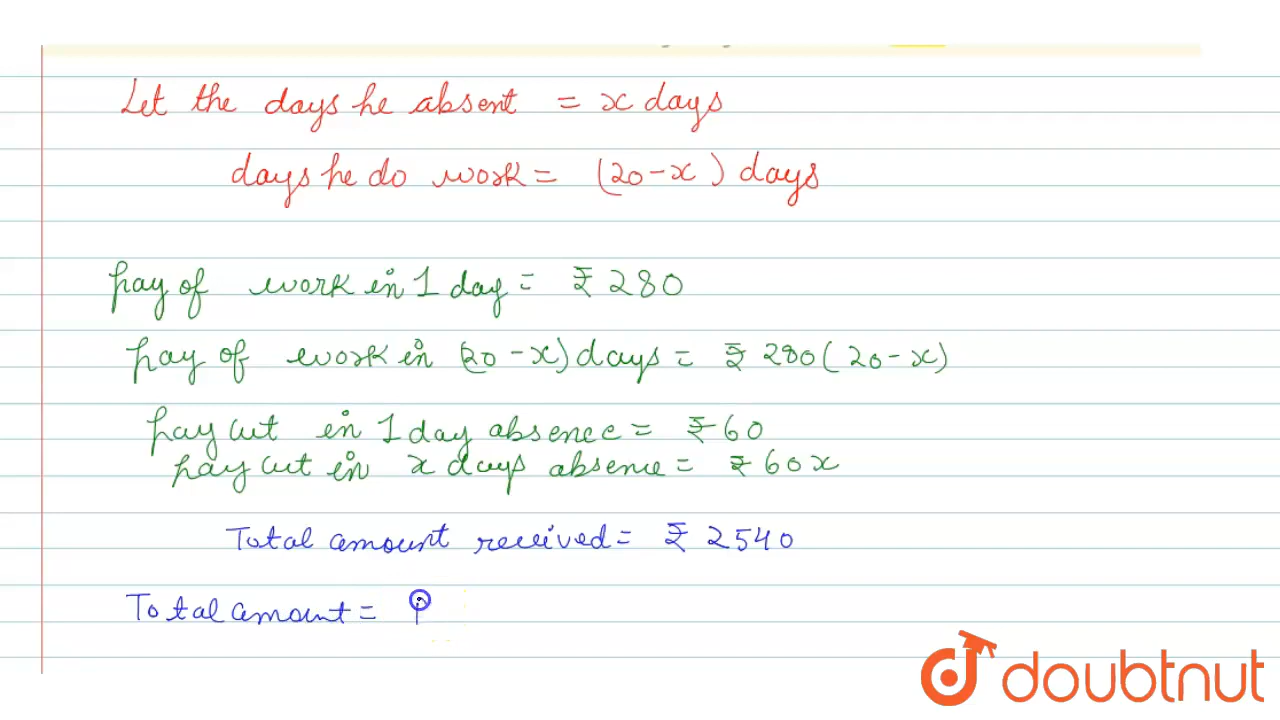 Let the days he absent = x days
days he do work = (20-x) days
pay of work in 1 day = ₹ 280
pay of work in (20-x) days = ₹ 280(20-x)
pay cut in 1 day absence = ₹ 60
pay cut in x days absence = ₹ 60x
Total amount received = ₹ 2540
Total amount = P
doubtnut